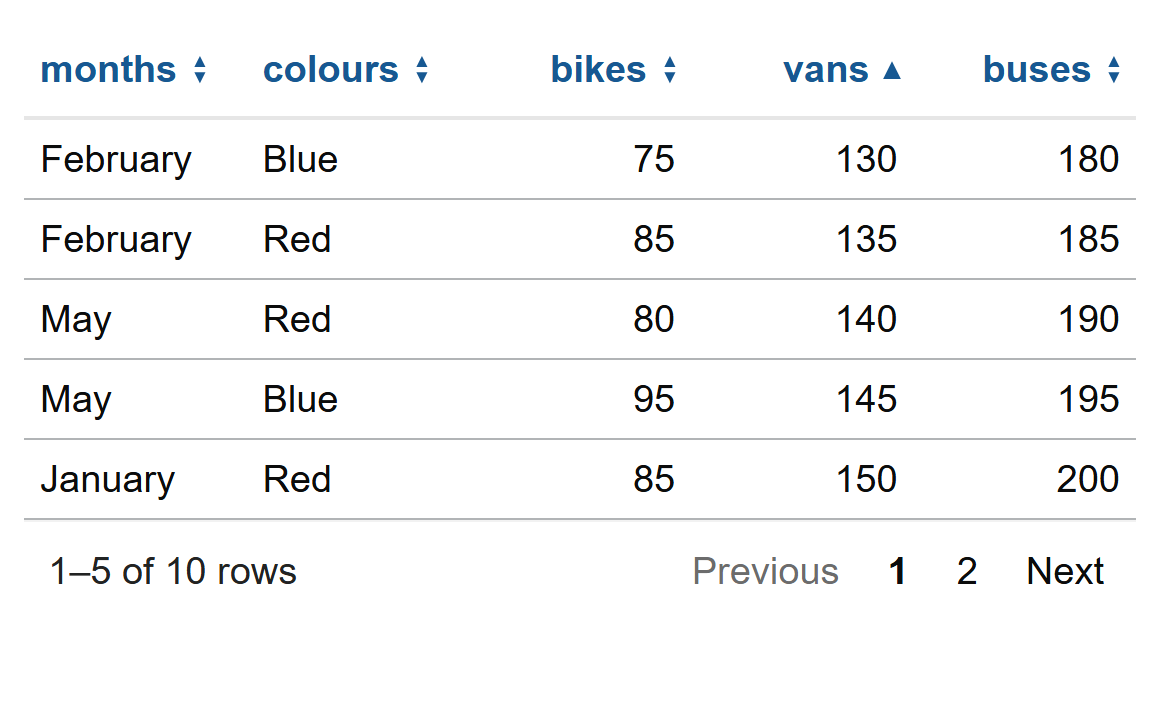 months colours bikes vans buses
February Blue 75 130 180
February Red 85 135 185
May Red 80 140 190
May Blue 95 145 195
January Red 85 150 200
1–5 of 10 rows Previous 1 2 Next